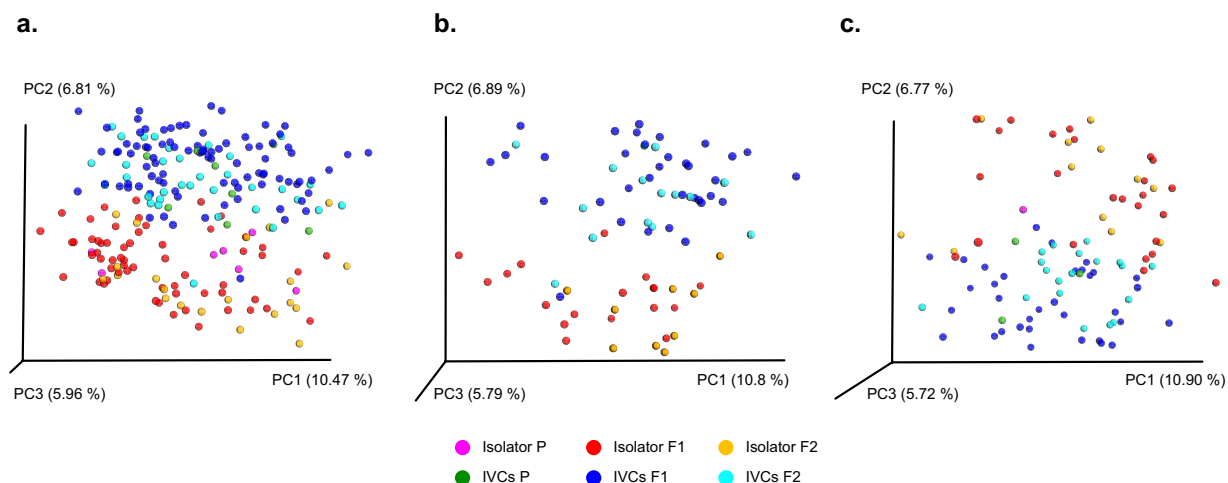 a.
b.
c.
PC2 (6.81 %)
PC2 (6.89 %)
PC2 (6.77 %)
PC1 (10.47 %)
PC1 (10.8 %)
PC1 (10.90 %)
PC3 (5.96 %)
PC3 (5.79 %)
PC3 (5.72 %)
Isolator P
Isolator F1
Isolator F2
IVCs P
IVCs F1
IVCs F2